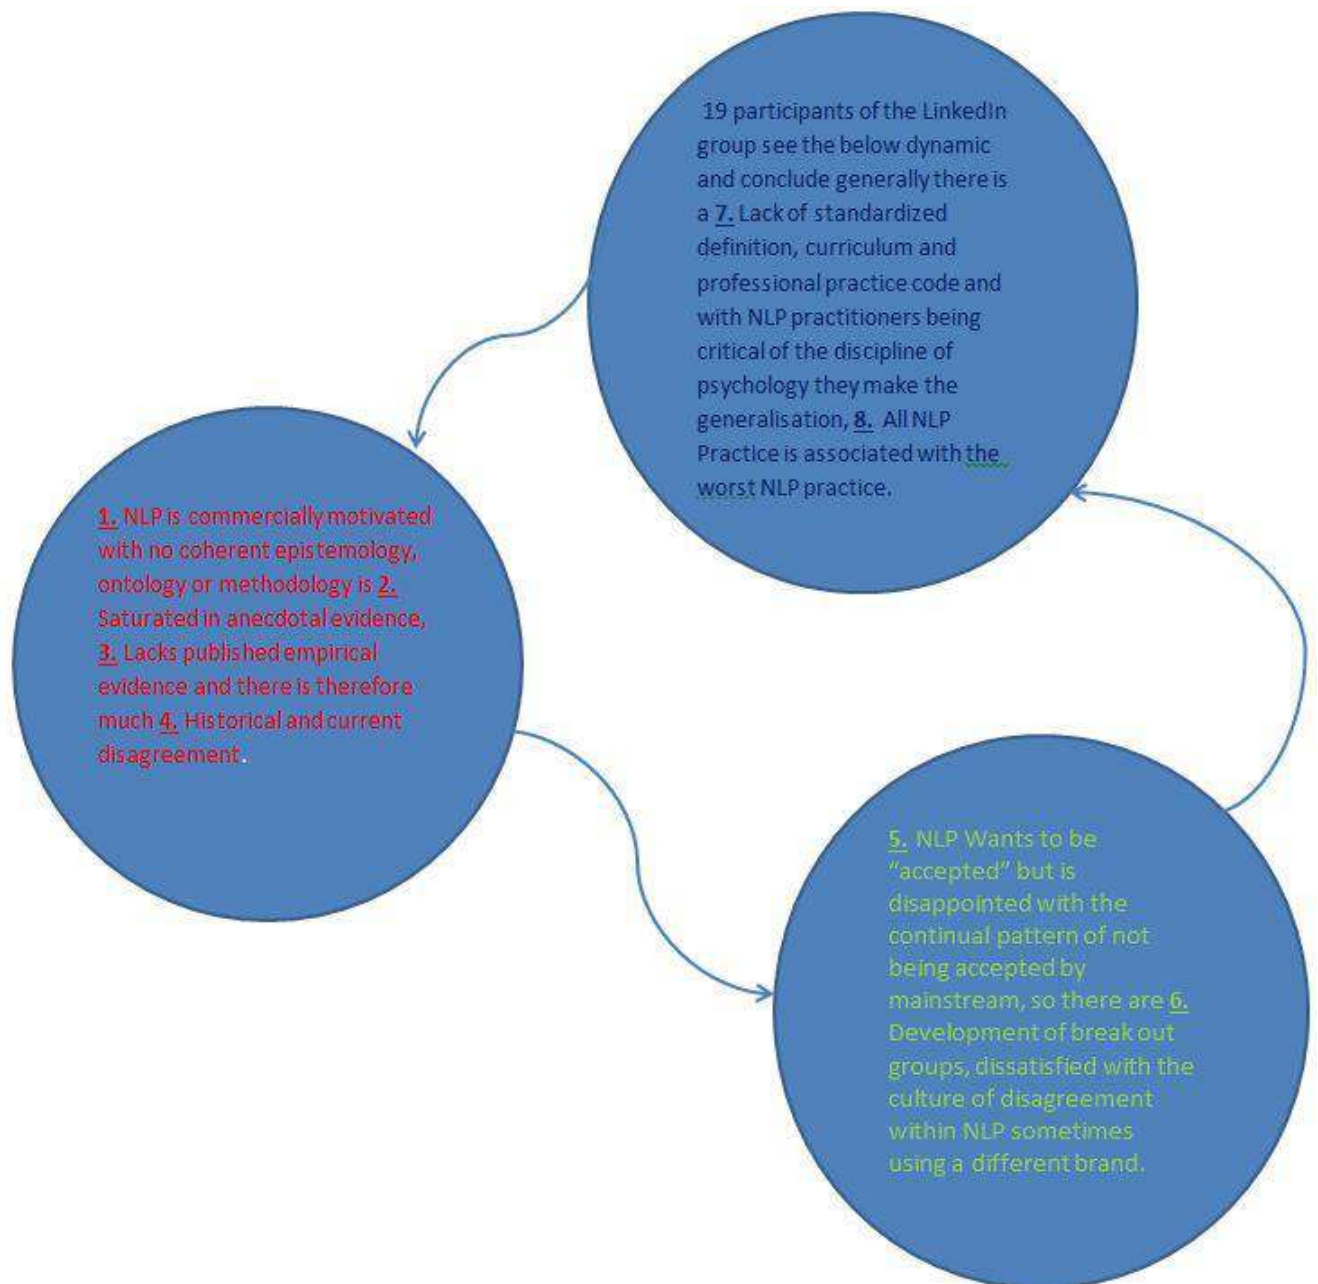 19 participants of the LinkedIn
group see the below dynamic
and conclude generally there is
a 7. Lack of standardized
definition, curriculum and
professional practice code and
with NLP practitioners being
critical of the discipline of
psychology they make the
generalisation, 8. All NLP
Practice is associated with the
worst NLP practice.
1. NLP is commercially motivated
with no coherent epistemology,
ontology or methodology is 2.
Saturated in anecdotal evidence,
3. Lacks published empirical
evidence and there is therefore
much 4. Historical and current
disagreement.
5. NLP Wants to be
“accepted” but is
disappointed with the
continual pattern of not
being accepted by
mainstream, so there are 6.
Development of break out
groups, dissatisfied with the
culture of disagreement
within NLP sometimes
using a different brand.